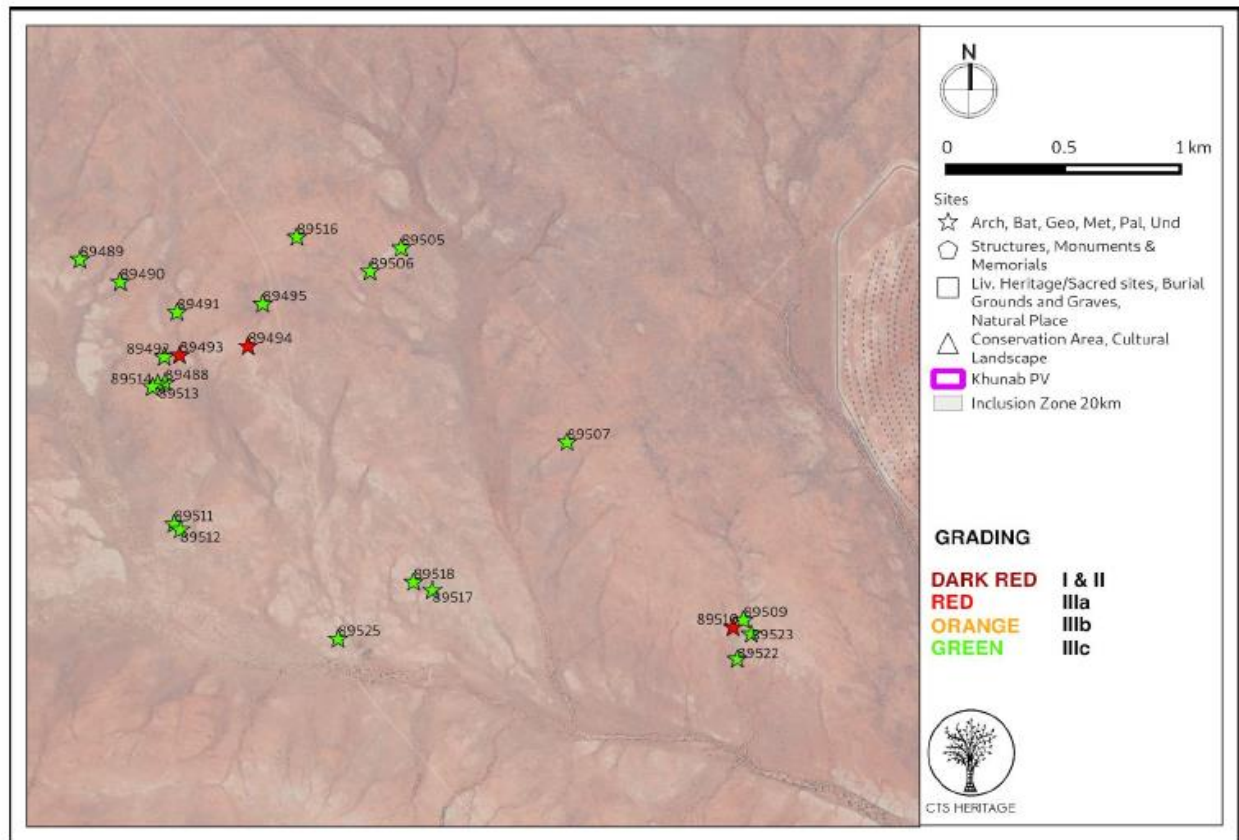 89516
89505
89489
89506
89490
89495
89491
89494
89492 89493
89514 89488
89513
89507
89511
89512
89518
89517
89525
89509
89510
89523
89522
N
0 0.5 1 km
Sites
Arch, Bat, Geo, Met, Pal, Und
Structures, Monuments &
Memorials
Liv. Heritage/Sacred sites, Burial
Grounds and Graves,
Natural Place
Conservation Area, Cultural
Landscape
Khunab PV
Inclusion Zone 20km
GRADING
DARK RED I & II
RED IIIa
ORANGE IIIb
GREEN IIIc
CTS HERITAGE